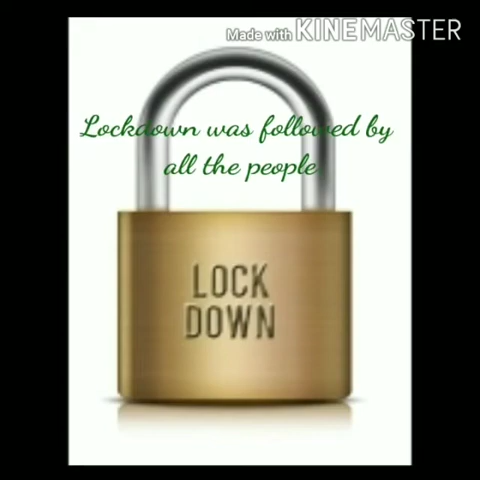 Made with KINEMASTER
Lockdown was followed by
all the people
LOCK
DOWN